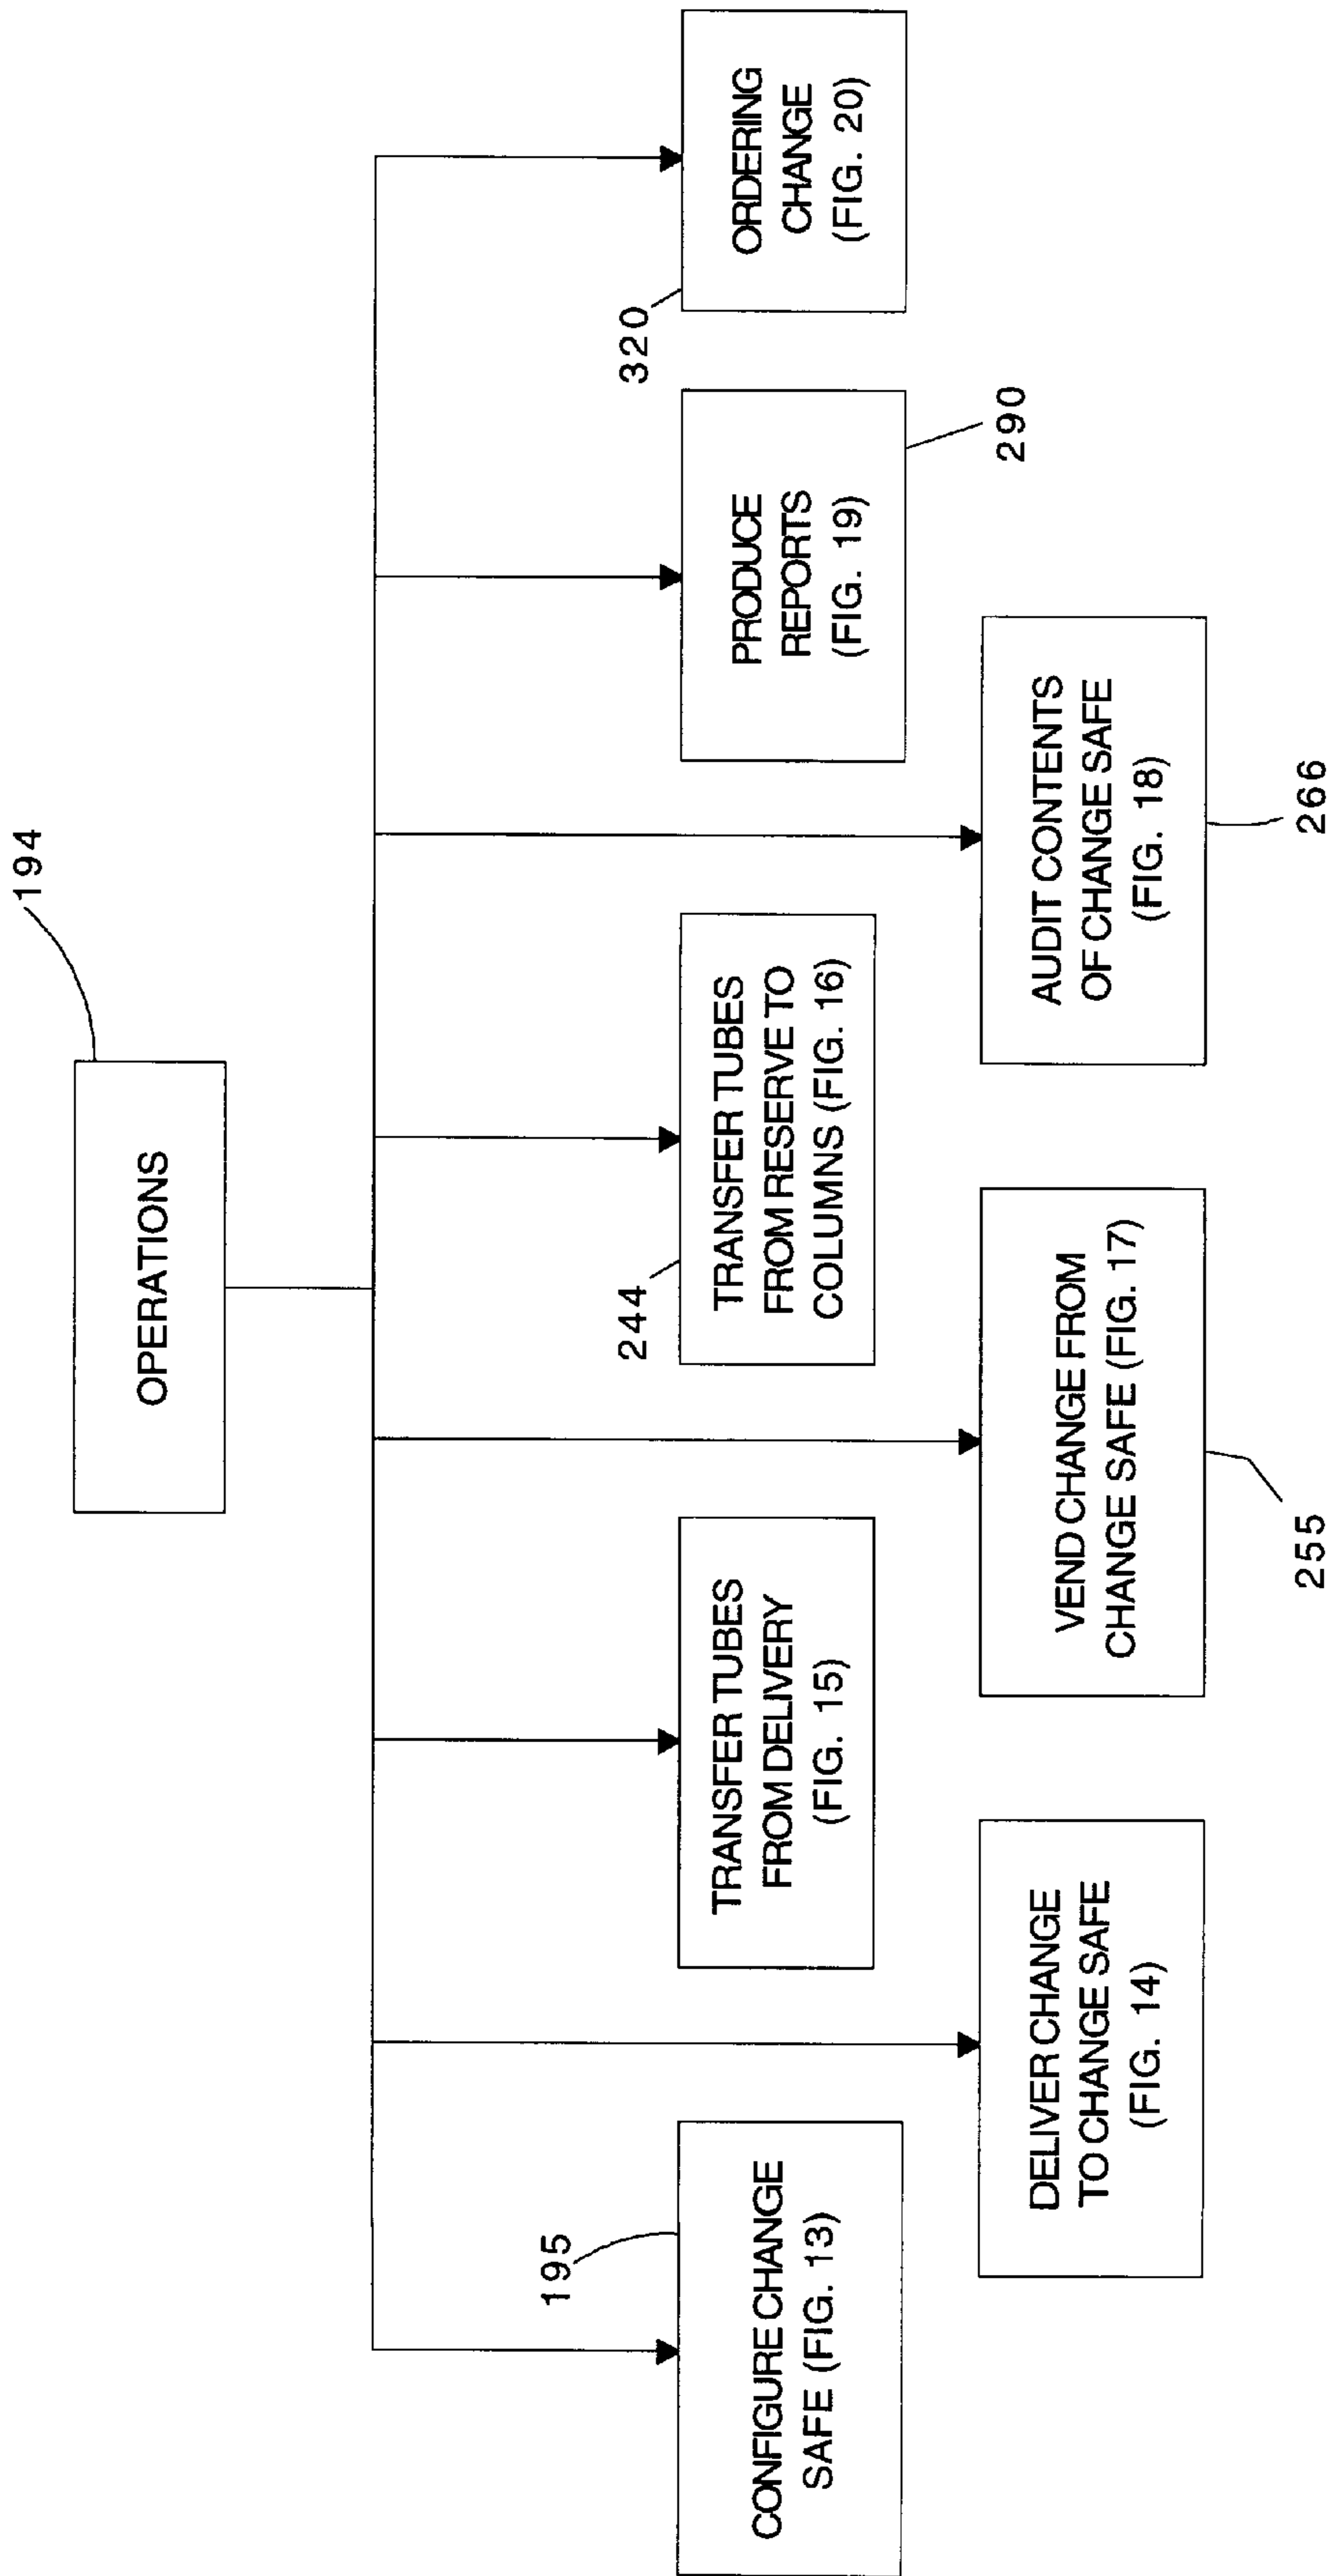 194
OPERATIONS
195
CONFIGURE CHANGE
SAFE (FIG. 13)
DELIVER CHANGE
TO CHANGE SAFE
(FIG. 14)
TRANSFER TUBES
FROM DELIVERY
(FIG. 15)
VEND CHANGE FROM
CHANGE SAFE (FIG. 17)
255
244
TRANSFER TUBES
FROM RESERVE TO
COLUMNS (FIG. 16)
AUDIT CONTENTS
OF CHANGE SAFE
(FIG. 18)
266
PRODUCE
REPORTS
(FIG. 19)
290
320
ORDERING
CHANGE
(FIG. 20)